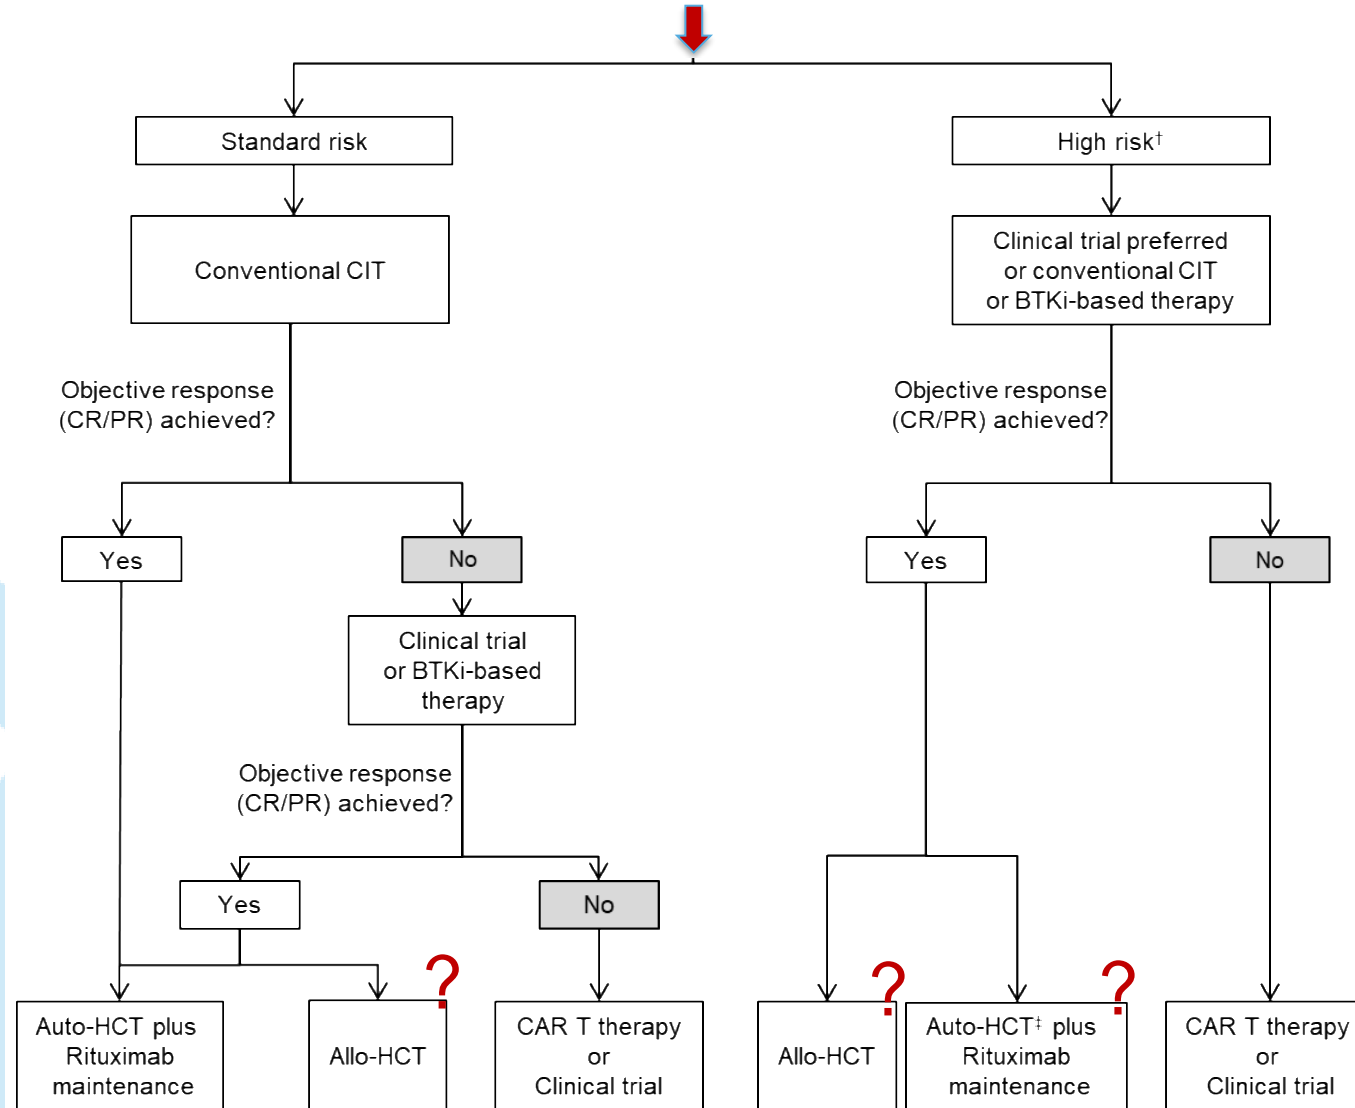 Standard risk
High risk†
Conventional CIT
Clinical trial preferred
or conventional CIT
or BTKi-based therapy
Objective response
(CR/PR) achieved?
Objective response
(CR/PR) achieved?
Yes
No
Yes
No
Clinical trial
or BTKi-based
therapy
Objective response
(CR/PR) achieved?
Yes
No
?
?
?
Auto-HCT plus
Rituximab
maintenance
Allo-HCT
CAR T therapy
or
Clinical trial
Allo-HCT
Auto-HCT‡ plus
Rituximab
maintenance
CAR T therapy
or
Clinical trial